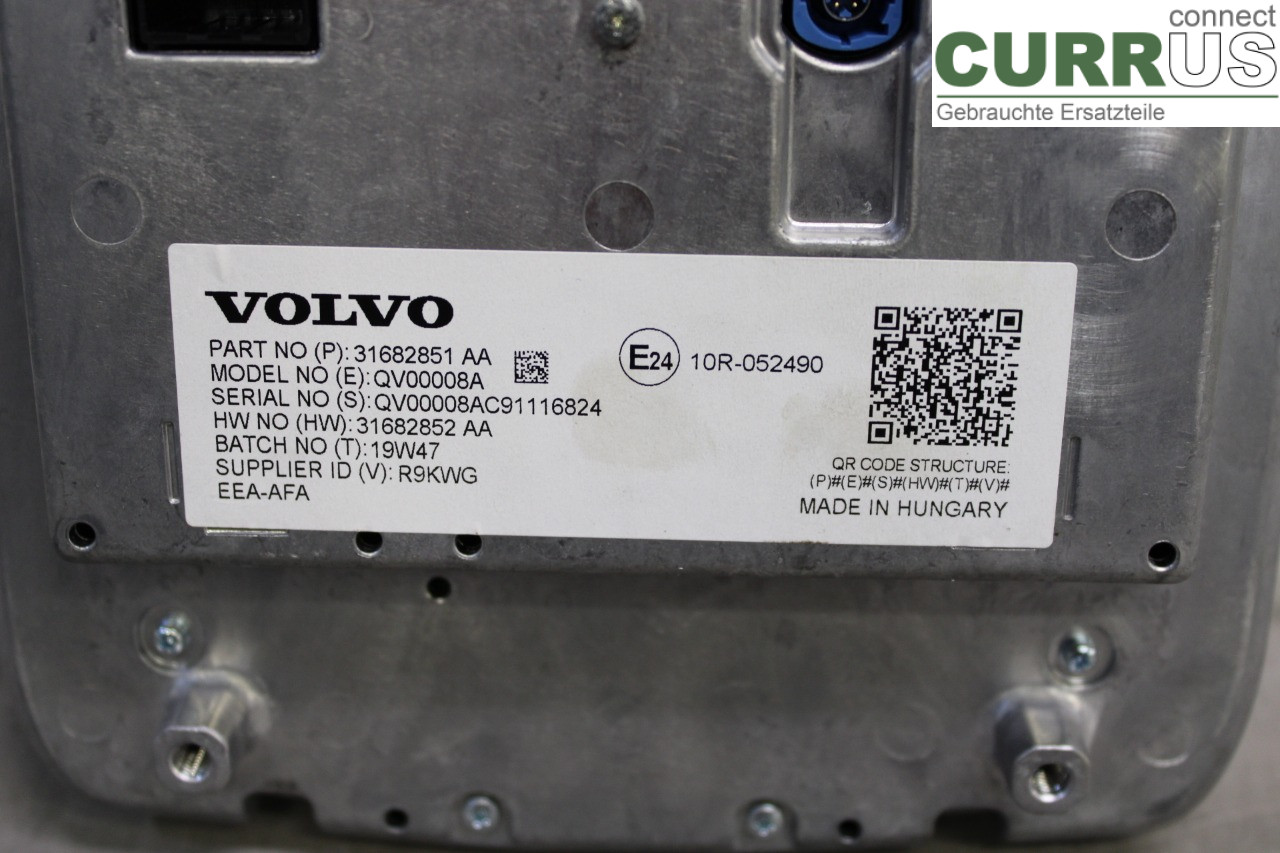 connect
CURRUS
Gebrauchte Ersatzteile
VOLVO
PART NO (P): 31682851 AA
MODEL NO (E): QV00008A
SERIAL NO (S): QV00008AC91116824
HW NO (HW): 31682852 AA
BATCH NO (T): 19W47
SUPPLIER ID (V): R9KWG
EEA-AFA
E24 10R-052490
QR CODE STRUCTURE:
(P)#(E)#(S)#(HW)#(T)#(V)#
MADE IN HUNGARY